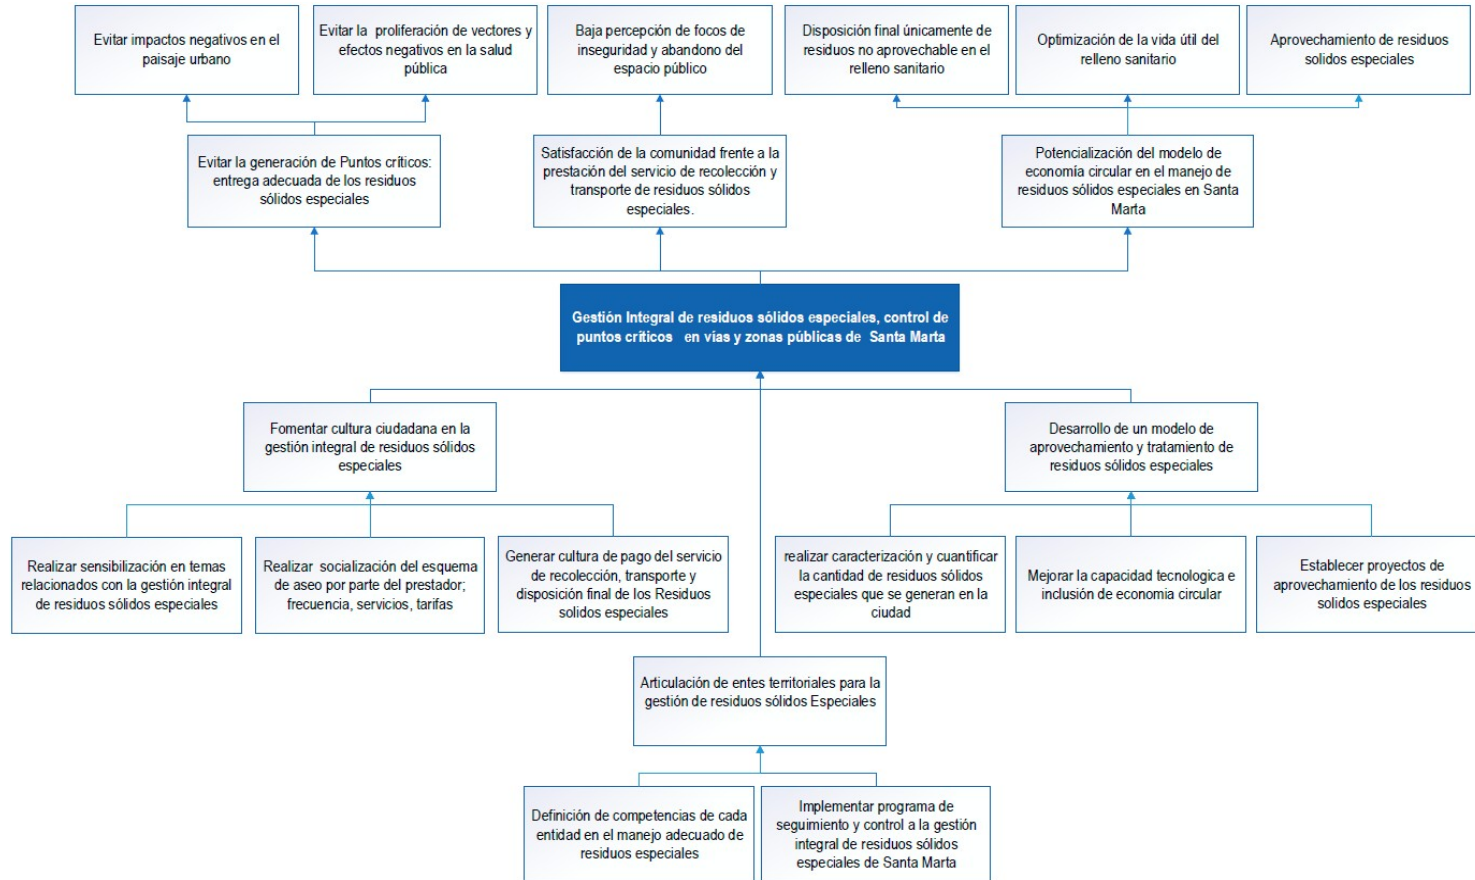 Evitar impactos negativos en el
paisaje urbano
Evitar la proliferación de vectores y
efectos negativos en la salud
pública
Baja percepción de focos de
inseguridad y abandono del
espacio público
Disposición final únicamente de
residuos no aprovechable en el
relleno sanitario
Optimización de la vida útil del
relleno sanitario
Aprovechamiento de residuos
solidos especiales
Evitar la generación de Puntos críticos:
entrega adecuada de los residuos
sólidos especiales
Satisfacción de la comunidad frente a la
prestación del servicio de recolección y
transporte de residuos sólidos
especiales.
Potencialización del modelo de
economía circular en el manejo de
residuos sólidos especiales en Santa
Marta
Gestión Integral de residuos sólidos especiales, control de
puntos críticos en vías y zonas públicas de Santa Marta
Fomentar cultura ciudadana en la
gestión integral de residuos sólidos
especiales
Desarrollo de un modelo de
aprovechamiento y tratamiento de
residuos sólidos especiales
Realizar sensibilización en temas
relacionados con la gestión integral
de residuos sólidos especiales
Realizar socialización del esquema
de aseo por parte del prestador;
frecuencia, servicios, tarifas
Generar cultura de pago del servicio
de recolección, transporte y
disposición final de los Residuos
solidos especiales
realizar caracterización y cuantificar
la cantidad de residuos sólidos
especiales que se generan en la
ciudad
Mejorar la capacidad tecnologica e
inclusión de economia circular
Establecer proyectos de
aprovechamiento de los residuos
solidos especiales
Articulación de entes territoriales para la
gestión de residuos sólidos Especiales
Definición de competencias de cada
entidad en el manejo adecuado de
residuos especiales
Implementar programa de
seguimiento y control a la gestión
integral de residuos sólidos
especiales de Santa Marta